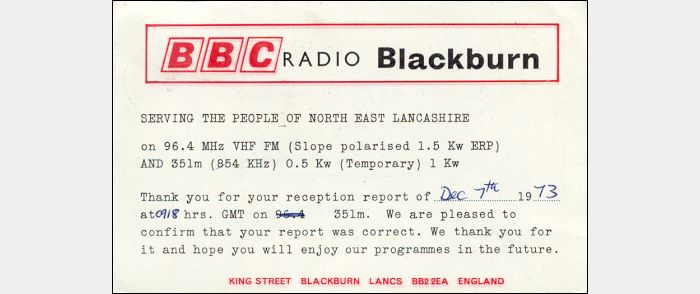 BBC RADIO Blackburn
SERVING THE PEOPLE OF NORTH EAST LANCASHIRE
on 96.4 MHz VHF FM (Slope polarised 1.5 Kw ERP)
AND 351m (854 KHz) 0.5 Kw (Temporary) 1 Kw
Thank you for your reception report of Dec 7th 1973
at 0918 hrs. GMT on 96.4 351m. We are pleased to
confirm that your report was correct. We thank you for
it and hope you will enjoy our programmes in the future.
KING STREET BLACKBURN LANCS BB2 2EA ENGLAND